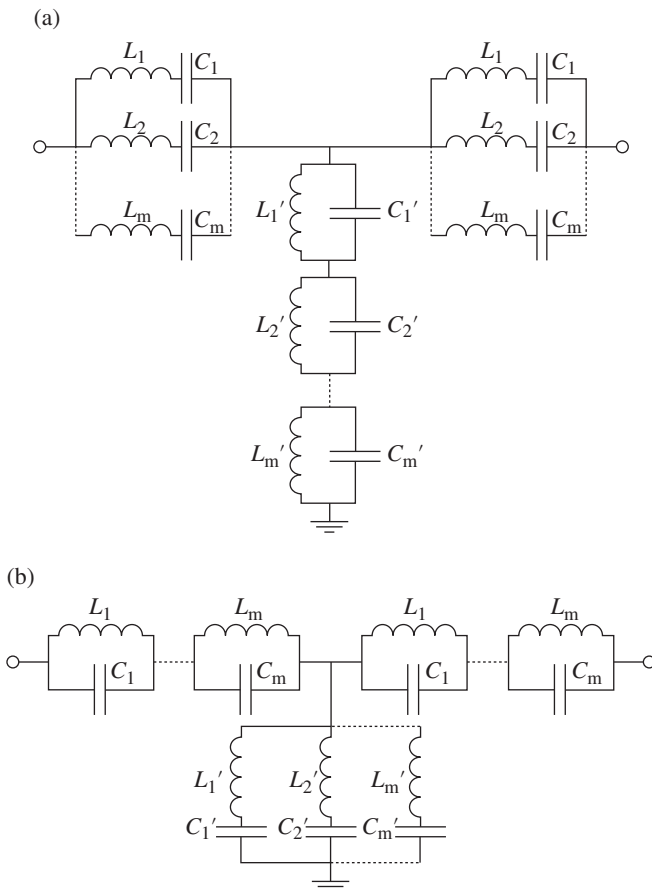 (a)
L₁ C₁ L₁ C₁
L₂ C₂ L₂ C₂
Lₘ Cₘ L₁′ C₁′ Lₘ Cₘ
L₂′ C₂′
Lₘ′ Cₘ′
(b)
L₁ Lₘ L₁ Lₘ
C₁ Cₘ C₁ Cₘ
L₁′ L₂′ Lₘ′
C₁′ C₂′ Cₘ′